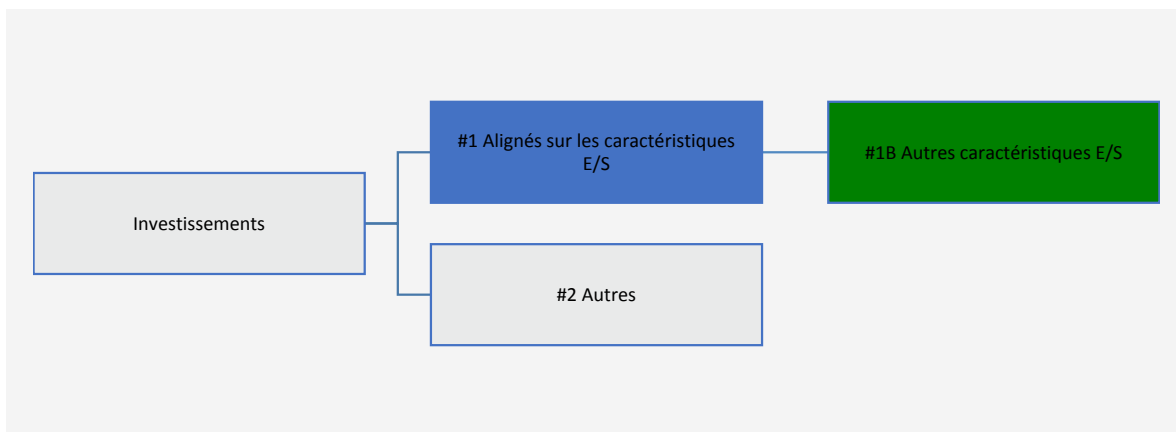 #1 Alignés sur les caractéristiques
E/S
#1B Autres caractéristiques E/S
Investissements
#2 Autres